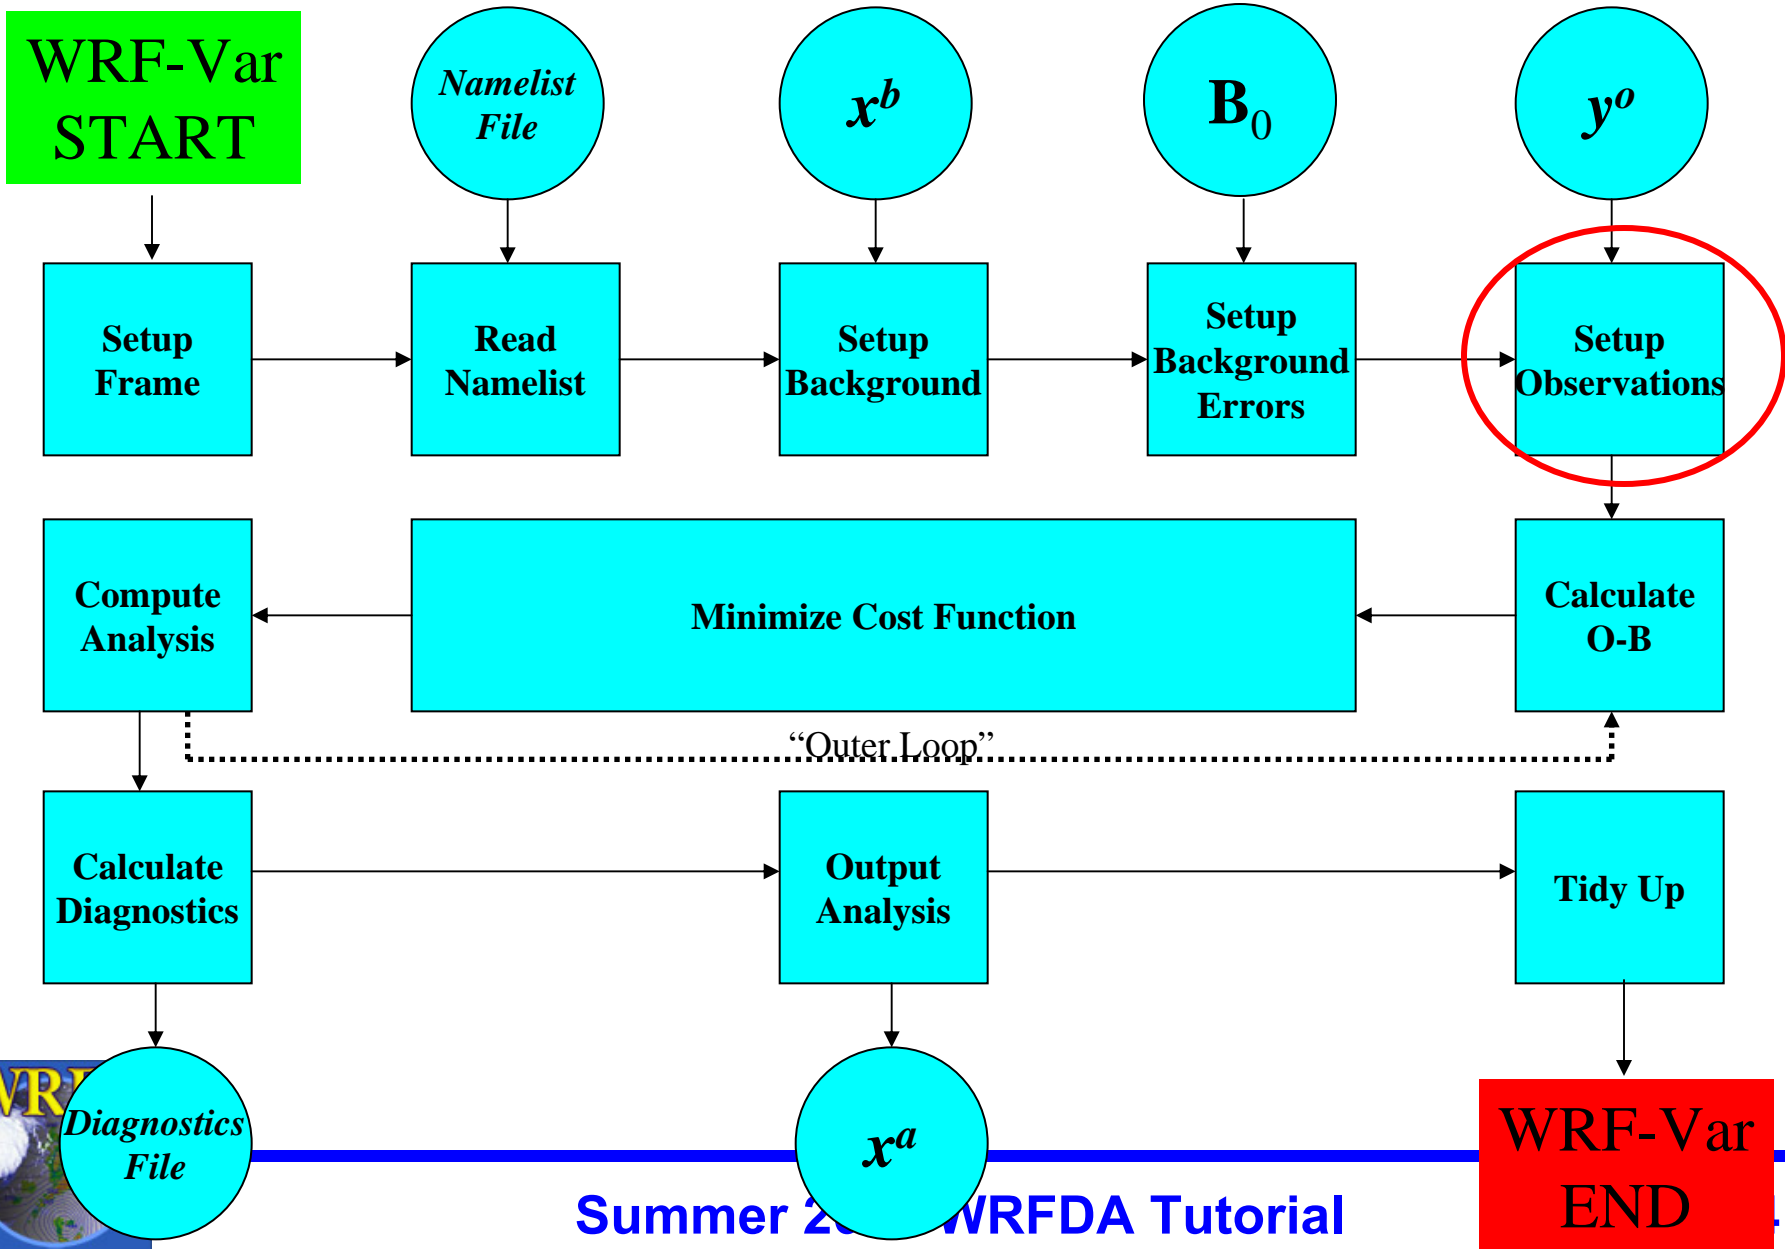 WRF-Var
START
Namelist
File
x^b
B_0
y^o
Setup
Frame
Read
Namelist
Setup
Background
Setup
Background
Errors
Setup
Observations
Compute
Analysis
Minimize Cost Function
Calculate
O-B
“Outer Loop”
Calculate
Diagnostics
Output
Analysis
Tidy Up
Diagnostics
File
x^a
WRF-Var
END
Summer WRFDA Tutorial